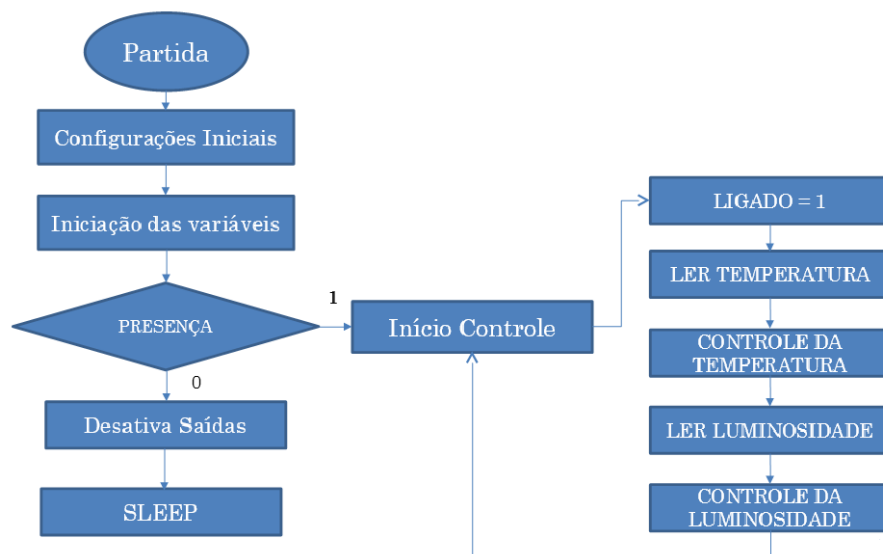 Partida
Configurações Iniciais
Iniciação das variáveis
PRESENÇA
1
0
Desativa Saídas
SLEEP
Início Controle
LIGADO = 1
LER TEMPERATURA
CONTROLE DA
TEMPERATURA
LER LUMINOSIDADE
CONTROLE DA
LUMINOSIDADE